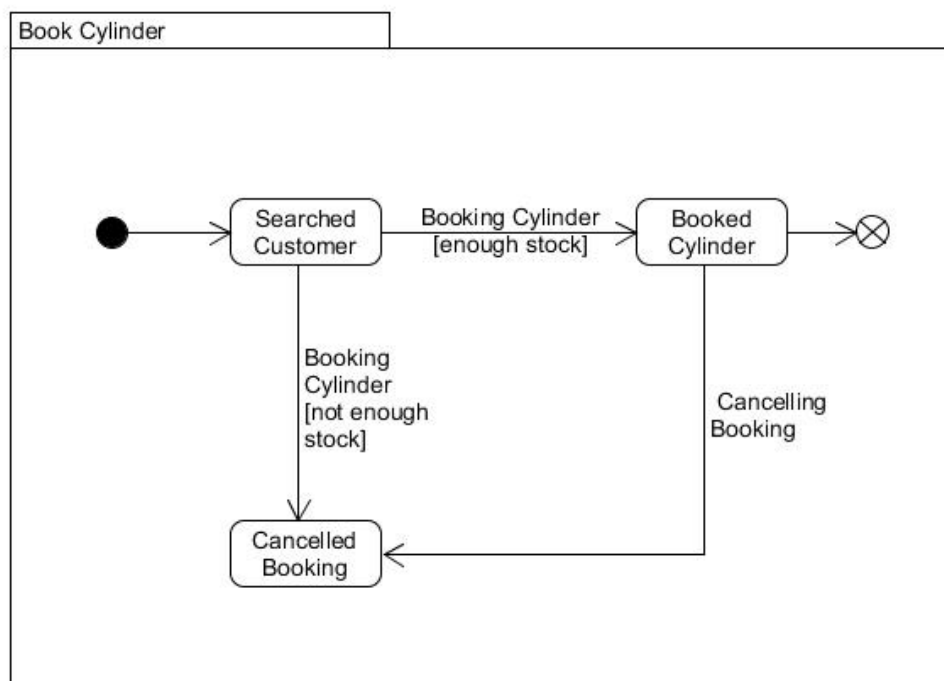 Book Cylinder
Searched
Customer
Booking Cylinder
[enough stock]
Booked
Cylinder
Booking
Cylinder
[not enough
stock]
Cancelling
Booking
Cancelled
Booking